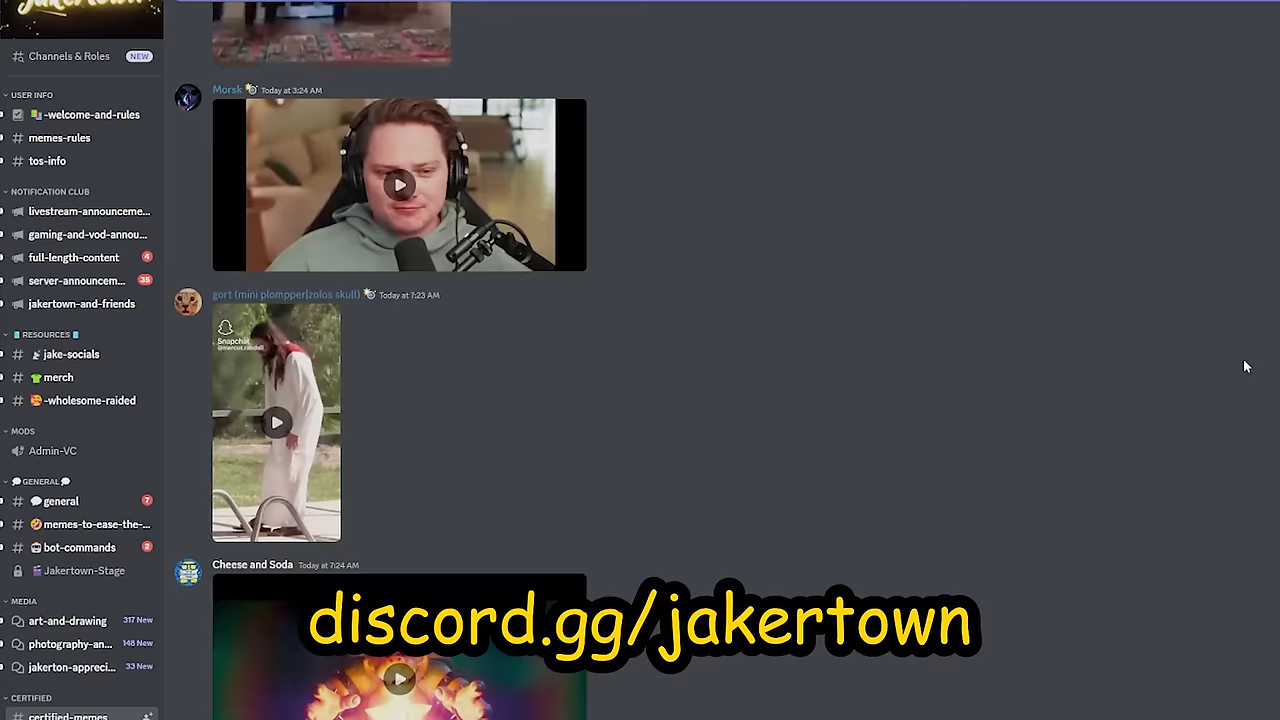 Jakertown
Channels & Roles NEW
USER INFO
-welcome-and-rules
memes-rules
tos-info
NOTIFICATION CLUB
livestream-announceme...
gaming-and-vod-annou...
full-length-content 4
server-announcem... 35
jakertown-and-friends
RESOURCES
jake-socials
merch
-wholesome-raided
MODS
Admin-VC
GENERAL
general 7
memes-to-ease-the-...
bot-commands 2
Jakertown-Stage
MEDIA
art-and-drawing 317 New
photography-an... 148 New
jakerton-appreci... 33 New
CERTIFIED
certified-memes
Morsk Today at 3:24 AM
gort (mini plompper|zolos skull) Today at 7:23 AM
Snapchat
@marcus.randall
Cheese and Soda Today at 7:24 AM
discord.gg/jakertown